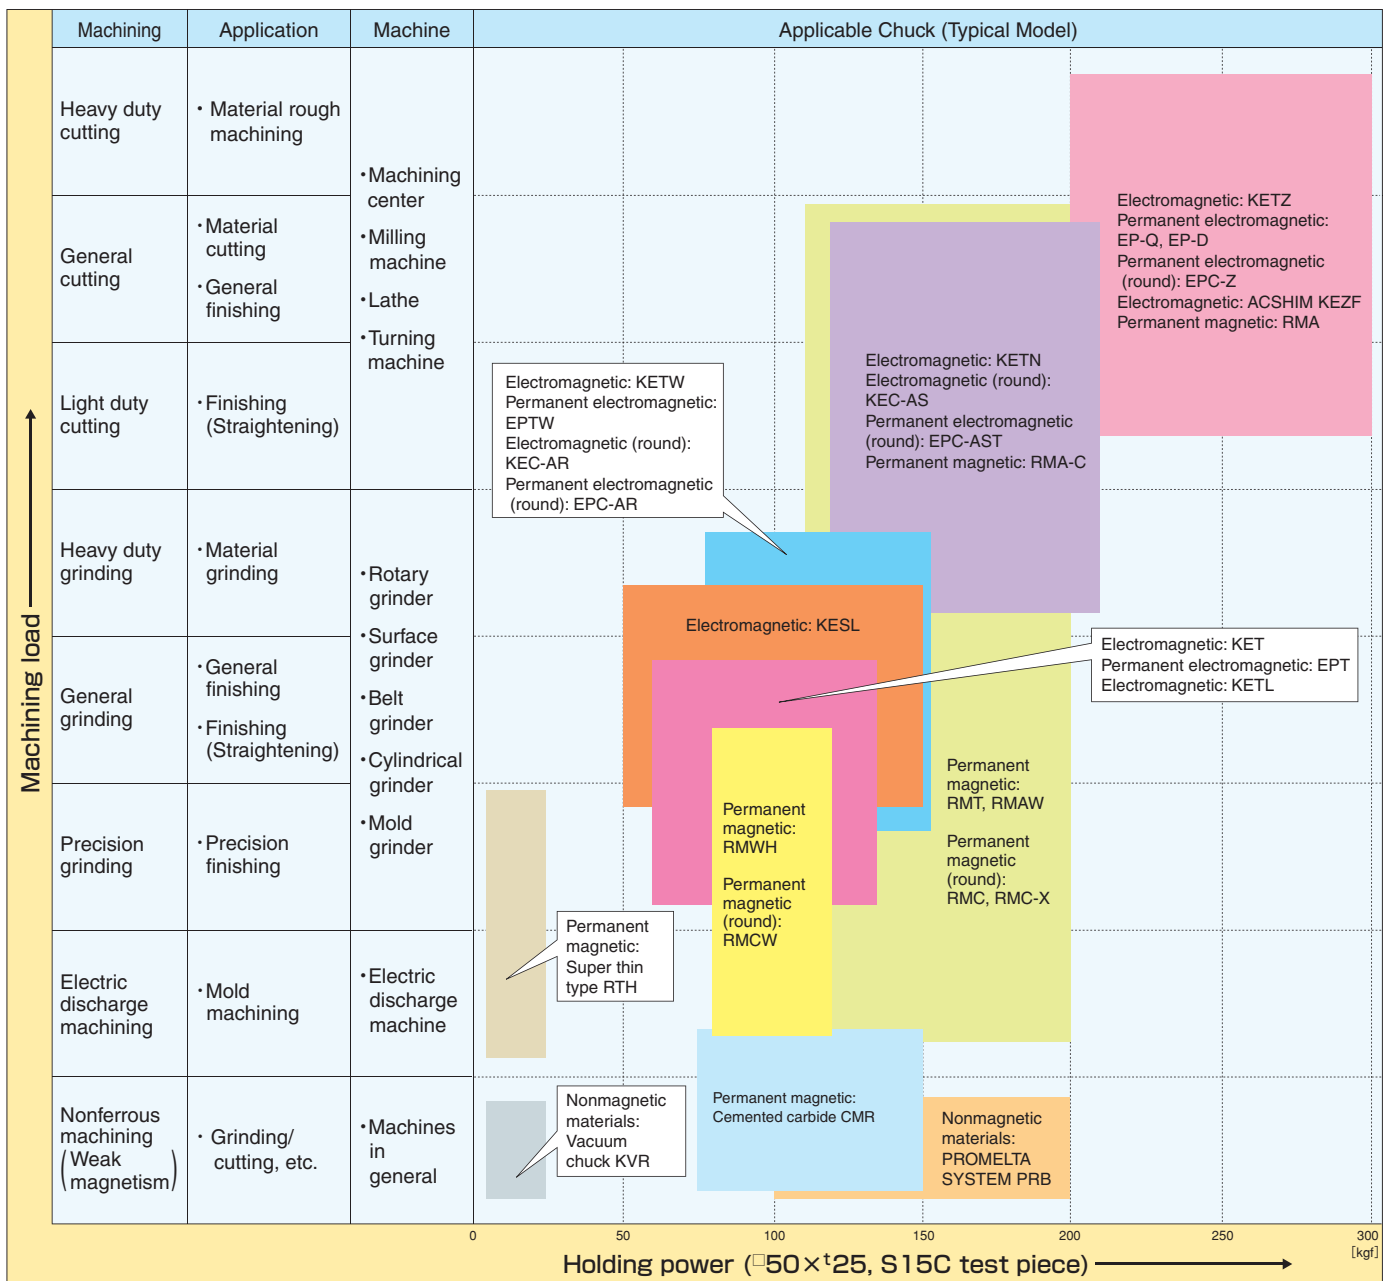 Machining
Application
Machine
Applicable Chuck (Typical Model)
Heavy duty
cutting
・Material rough
machining
General
cutting
・Material
cutting
・General
finishing
Light duty
cutting
・Finishing
(Straightening)
・Machining
center
・Milling
machine
・Lathe
・Turning
machine
Heavy duty
grinding
・Material
grinding
General
grinding
・General
finishing
・Finishing
(Straightening)
Precision
grinding
・Precision
finishing
・Rotary
grinder
・Surface
grinder
・Belt
grinder
・Cylindrical
grinder
・Mold
grinder
Electric
discharge
machining
・Mold
machining
・Electric
discharge
machine
Nonferrous
machining
(Weak
magnetism)
・Grinding/
cutting, etc.
・Machines
in
general
Electromagnetic: KETZ
Permanent electromagnetic:
EP-Q, EP-D
Permanent electromagnetic
(round): EPC-Z
Electromagnetic: ACSHIM KEZF
Permanent magnetic: RMA
Electromagnetic: KETN
Electromagnetic (round):
KEC-AS
Permanent electromagnetic
(round): EPC-AST
Permanent magnetic: RMA-C
Electromagnetic: KETW
Permanent electromagnetic:
EPTW
Electromagnetic (round):
KEC-AR
Permanent electromagnetic
(round): EPC-AR
Electromagnetic: KESL
Electromagnetic: KET
Permanent electromagnetic: EPT
Electromagnetic: KETL
Permanent
magnetic:
RMT, RMAW
Permanent
magnetic
(round):
RMC, RMC-X
Permanent
magnetic:
RMWH
Permanent
magnetic
(round):
RMCW
Permanent
magnetic:
Super thin
type RTH
Nonmagnetic
materials:
Vacuum
chuck KVR
Permanent magnetic:
Cemented carbide CMR
Nonmagnetic
materials:
PROMELTA
SYSTEM PRB
Machining load
0
50
100
150
200
250
300
[kgf]
Holding power (□50×ᵗ25, S15C test piece)